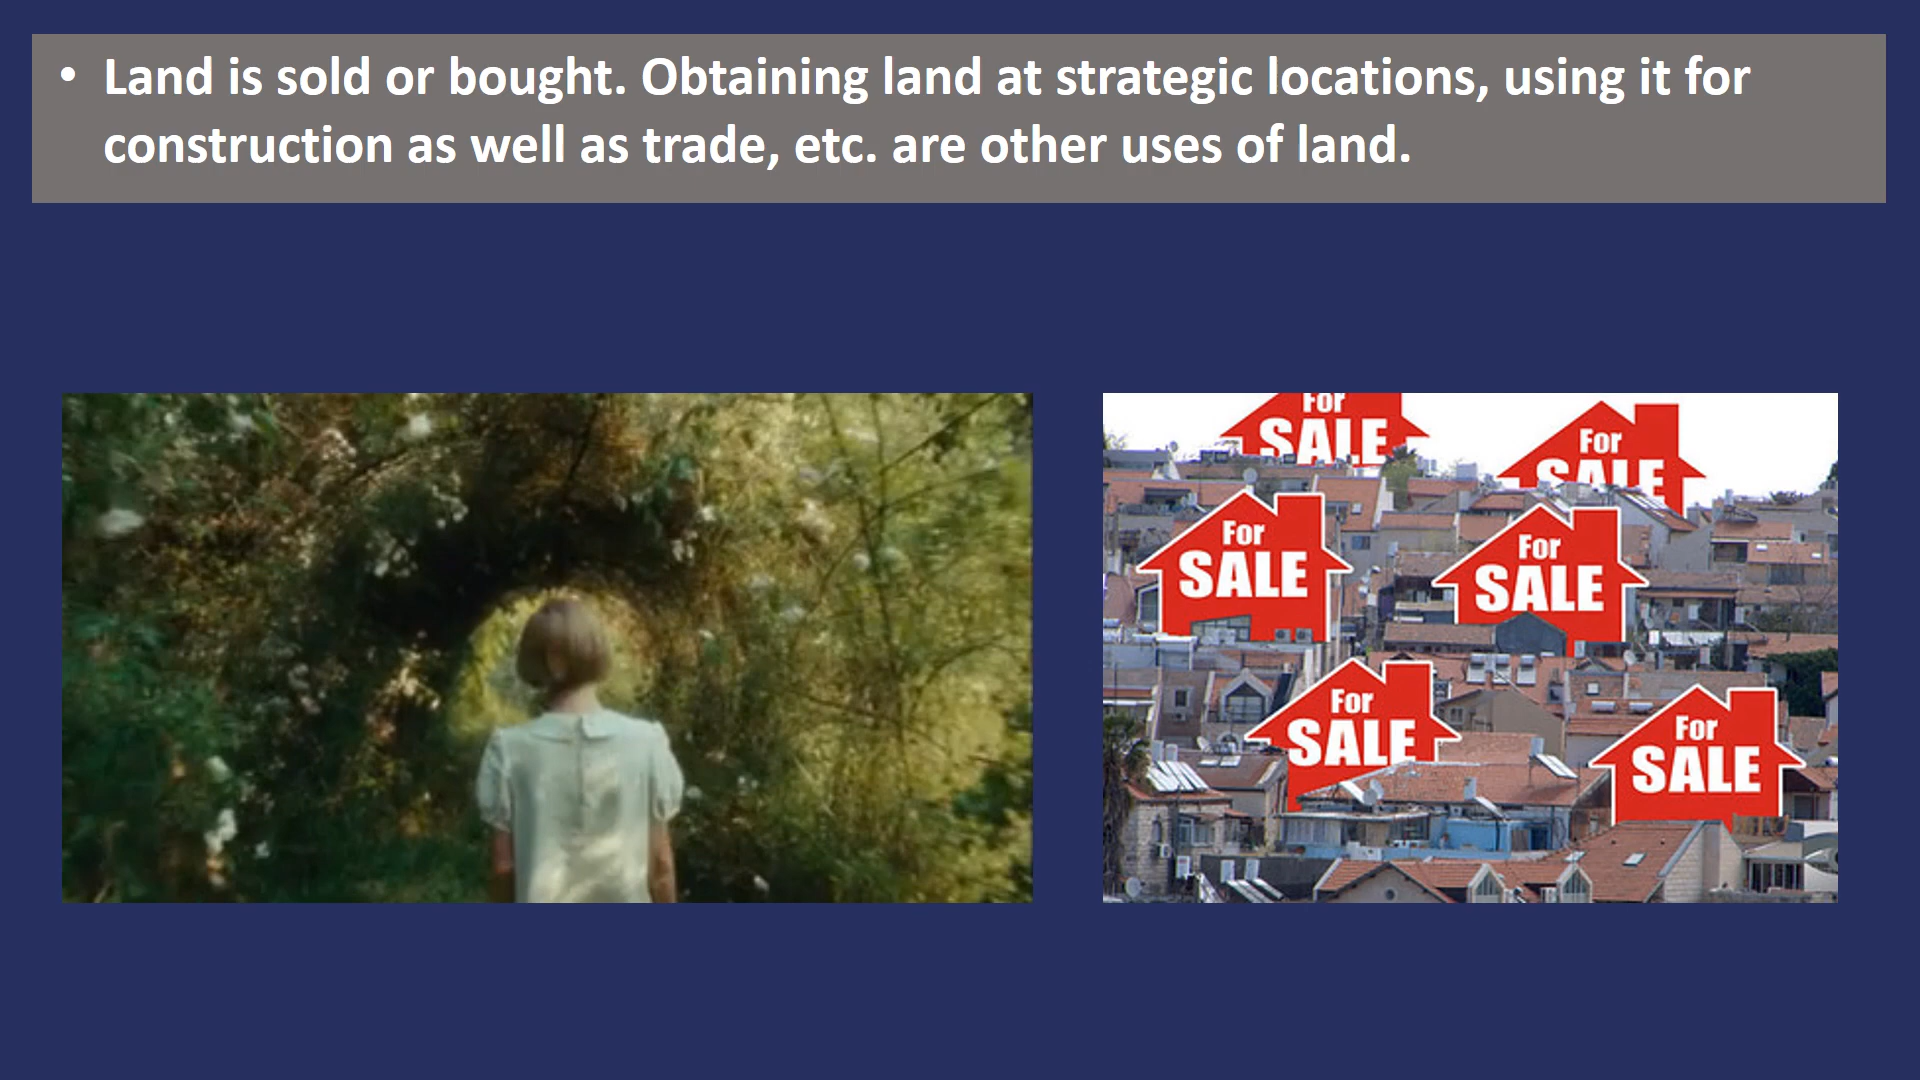 • Land is sold or bought. Obtaining land at strategic locations, using it for
construction as well as trade, etc. are other uses of land.
For
SALE
For
SALE
For
SALE
For
SALE
For
SALE
For
SALE